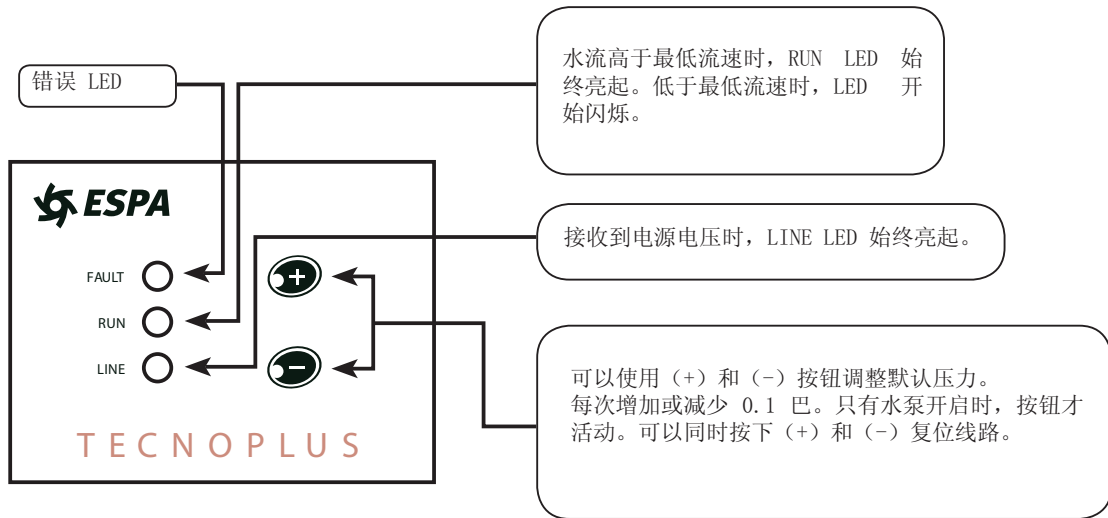 错误 LED
水流高于最低流速时，RUN LED 始
终亮起。低于最低流速时，LED 开
始闪烁。
ESPA
接收到电源电压时，LINE LED 始终亮起。
FAULT
RUN
LINE
+
-
可以使用（+）和（-）按钮调整默认压力。
每次增加或减少 0.1 巴。只有水泵开启时，按钮才
活动。可以同时按下（+）和（-）复位线路。
TECNOPLUS